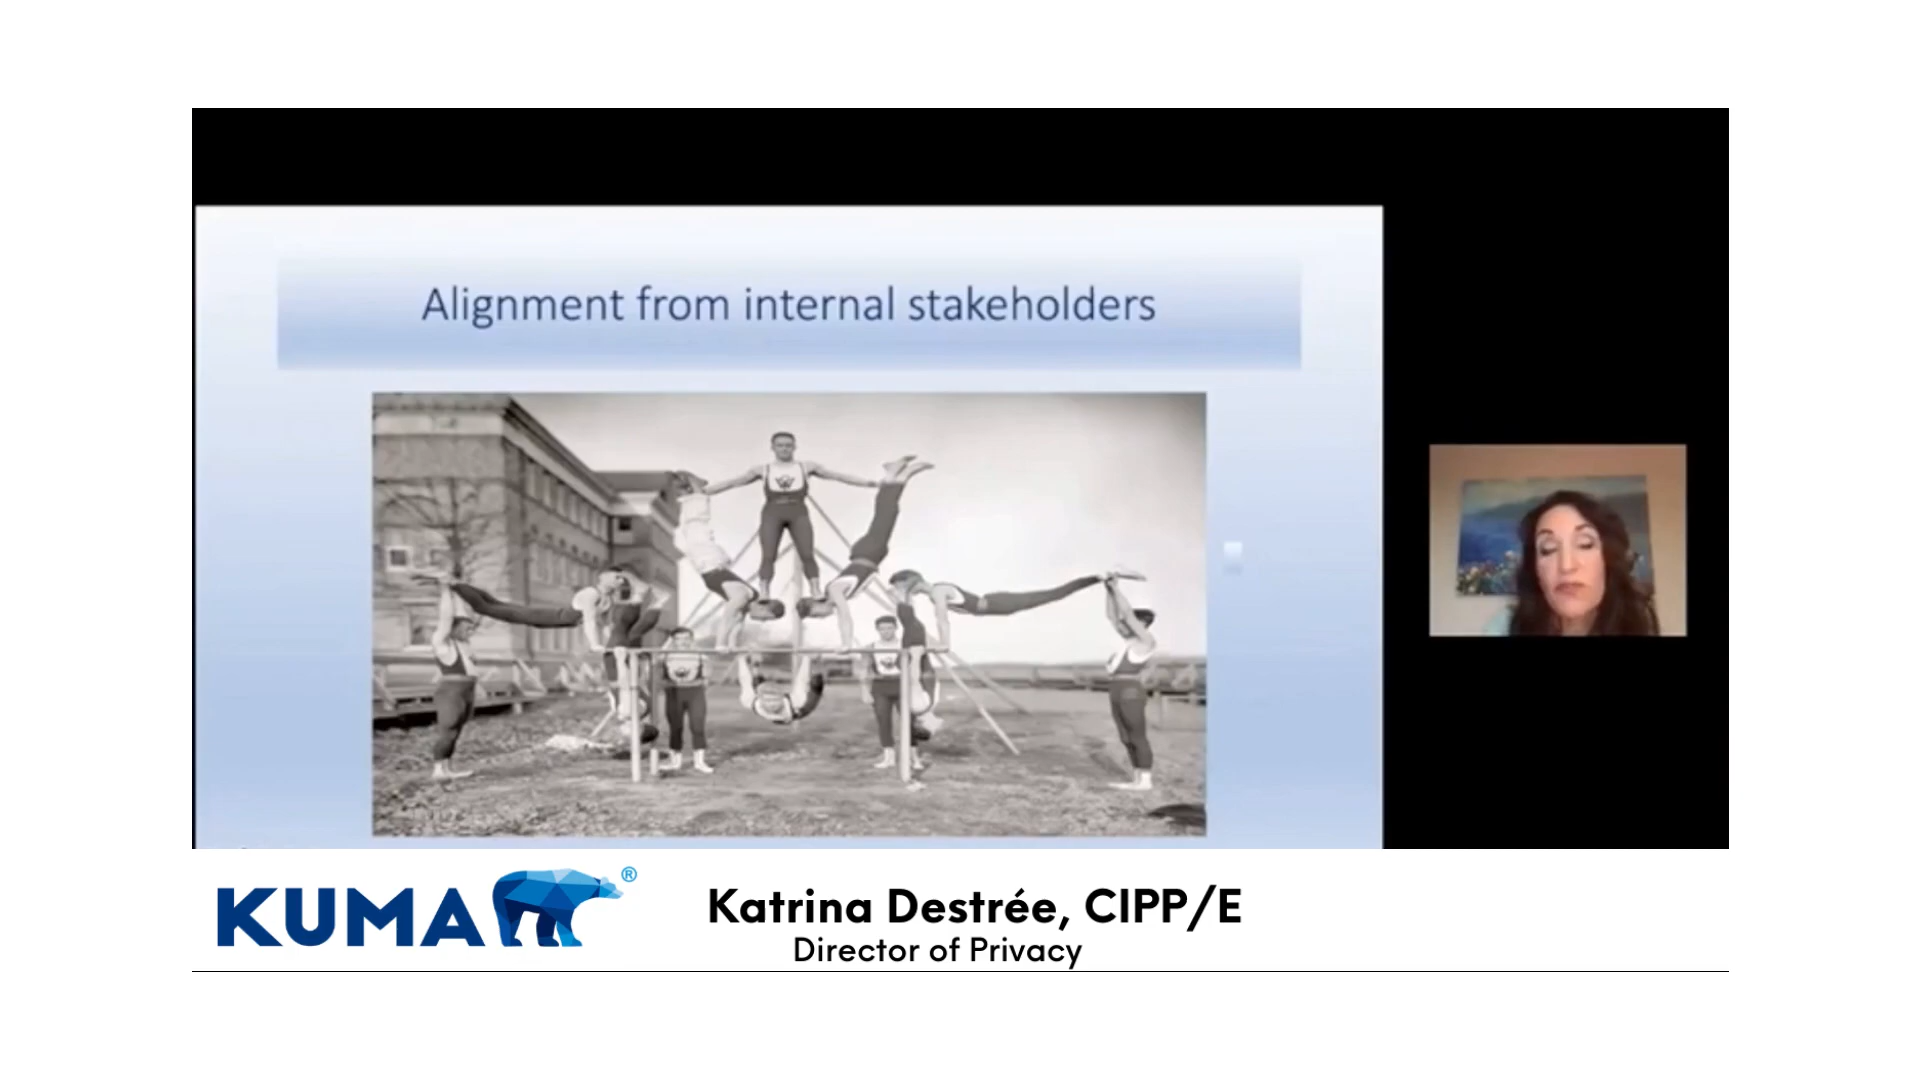 Alignment from internal stakeholders
KUMA®
Katrina Destrée, CIPP/E
Director of Privacy